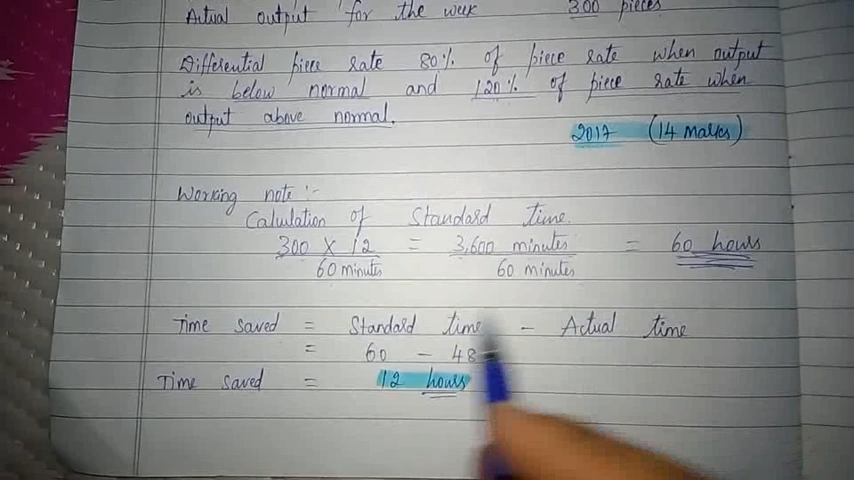 Actual output for the week 300 pieces
Differential piece rate 80% of piece rate when output
is below normal and 120% of piece rate when
output above normal.
2017 (14 marks)
Working note :-
Calculation of Standard time.
300 X 12 = 3,600 minutes = 60 hours
60 minutes 60 minutes
Time saved = Standard time - Actual time
= 60 - 48
Time saved = 12 hours